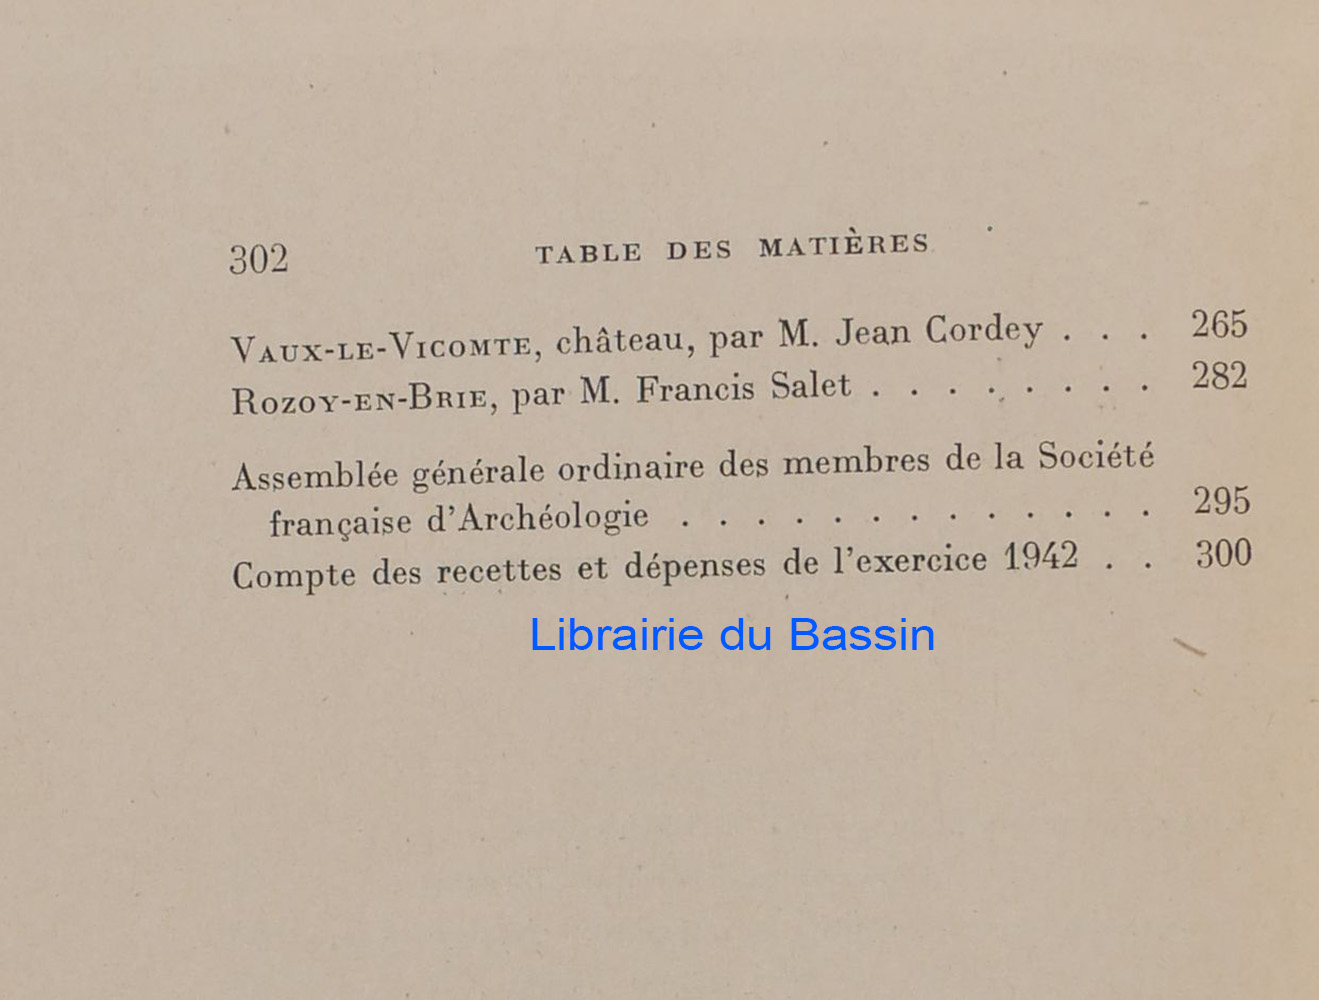 302 TABLE DES MATIÈRES
VAUX-LE-VICOMTE, château, par M. Jean Cordey . . . 265
ROZOY-EN-BRIE, par M. Francis Salet . . . . . . . . 282
Assemblée générale ordinaire des membres de la Société
française d'Archéologie . . . . . . . . . . . . . 295
Compte des recettes et dépenses de l'exercice 1942 . . 300
Librairie du Bassin